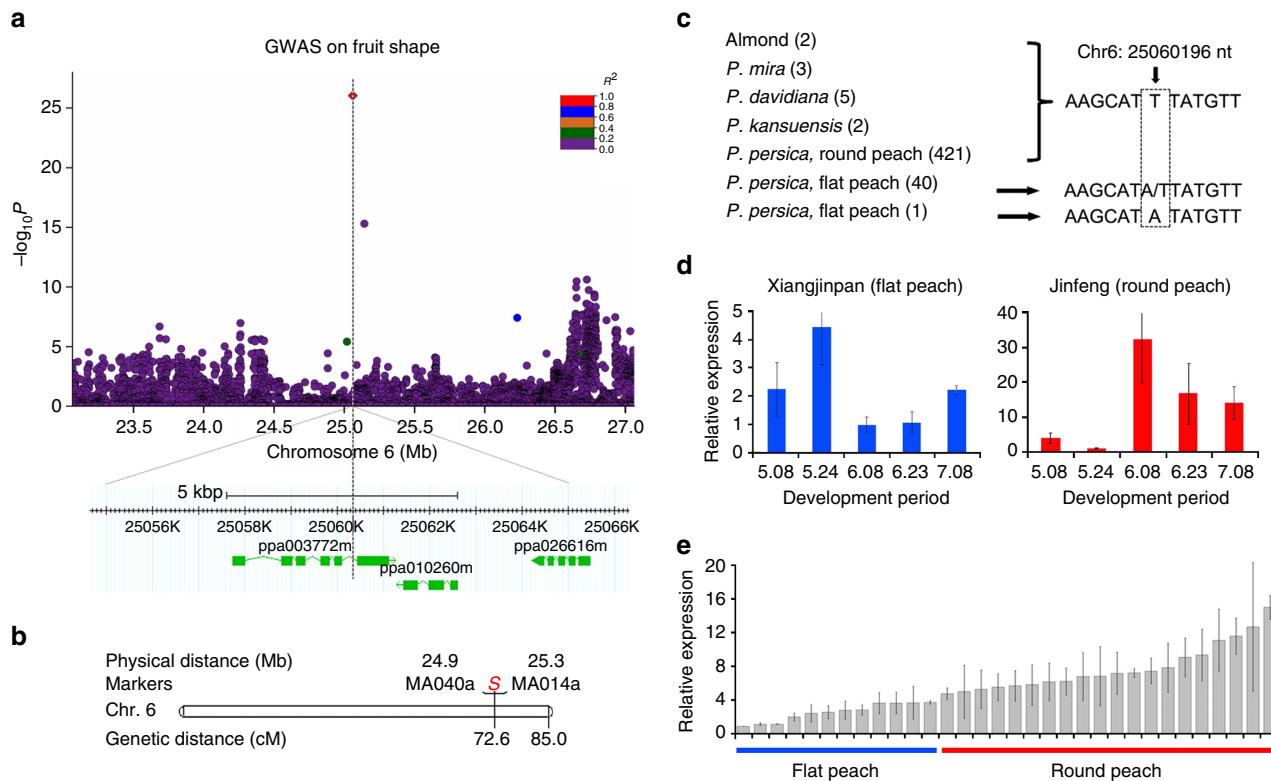 a
GWAS on fruit shape
R²
1.0
0.8
0.6
0.4
0.2
0.0
25
20
15
10
5
0
–log₁₀P
23.5 24.0 24.5 25.0 25.5 26.0 26.5 27.0
Chromosome 6 (Mb)
5 kbp
25056K 25058K 25060K 25062K 25064K 25066K
ppa003772m ppa026616m
ppa010260m
b
Physical distance (Mb) 24.9 25.3
Markers MA040a S MA014a
Chr. 6
Genetic distance (cM) 72.6 85.0
c
Almond (2)
P. mira (3)
P. davidiana (5)
P. kansuensis (2)
P. persica, round peach (421)
P. persica, flat peach (40)
P. persica, flat peach (1)
Chr6: 25060196 nt
AAGCAT T TATGTT
AAGCATA/TTATGTT
AAGCAT A TATGTT
d
Xiangjinpan (flat peach)
Relative expression
5
4
3
2
1
0
5.08 5.24 6.08 6.23 7.08
Development period
Jinfeng (round peach)
40
30
20
10
0
5.08 5.24 6.08 6.23 7.08
Development period
e
Relative expression
20
16
12
8
4
0
Flat peach Round peach